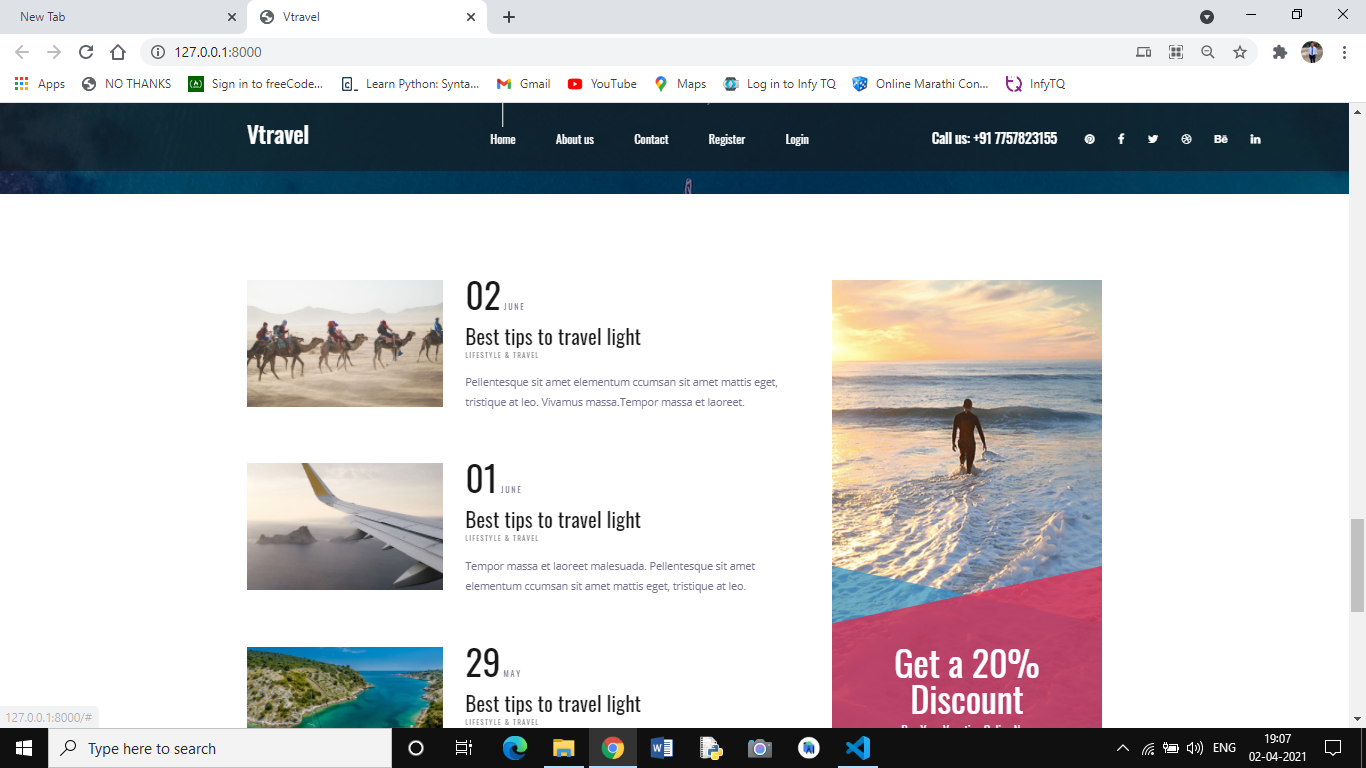 New Tab
Vtravel
127.0.0.1:8000
Apps
NO THANKS
Sign in to freeCode...
Learn Python: Synta...
Gmail
YouTube
Maps
Log in to Infy TQ
Online Marathi Con...
InfyTQ
Vtravel
Home
About us
Contact
Register
Login
Call us: +91 7757823155
02 JUNE
Best tips to travel light
LIFESTYLE & TRAVEL
Pellentesque sit amet elementum ccumsan sit amet mattis eget,
tristique at leo. Vivamus massa.Tempor massa et laoreet.
01 JUNE
Best tips to travel light
LIFESTYLE & TRAVEL
Tempor massa et laoreet malesuada. Pellentesque sit amet
elementum ccumsan sit amet mattis eget, tristique at leo.
29 MAY
Best tips to travel light
LIFESTYLE & TRAVEL
Get a 20%
Discount
127.0.0.1:8000/#
Type here to search
ENG
19:07
02-04-2021